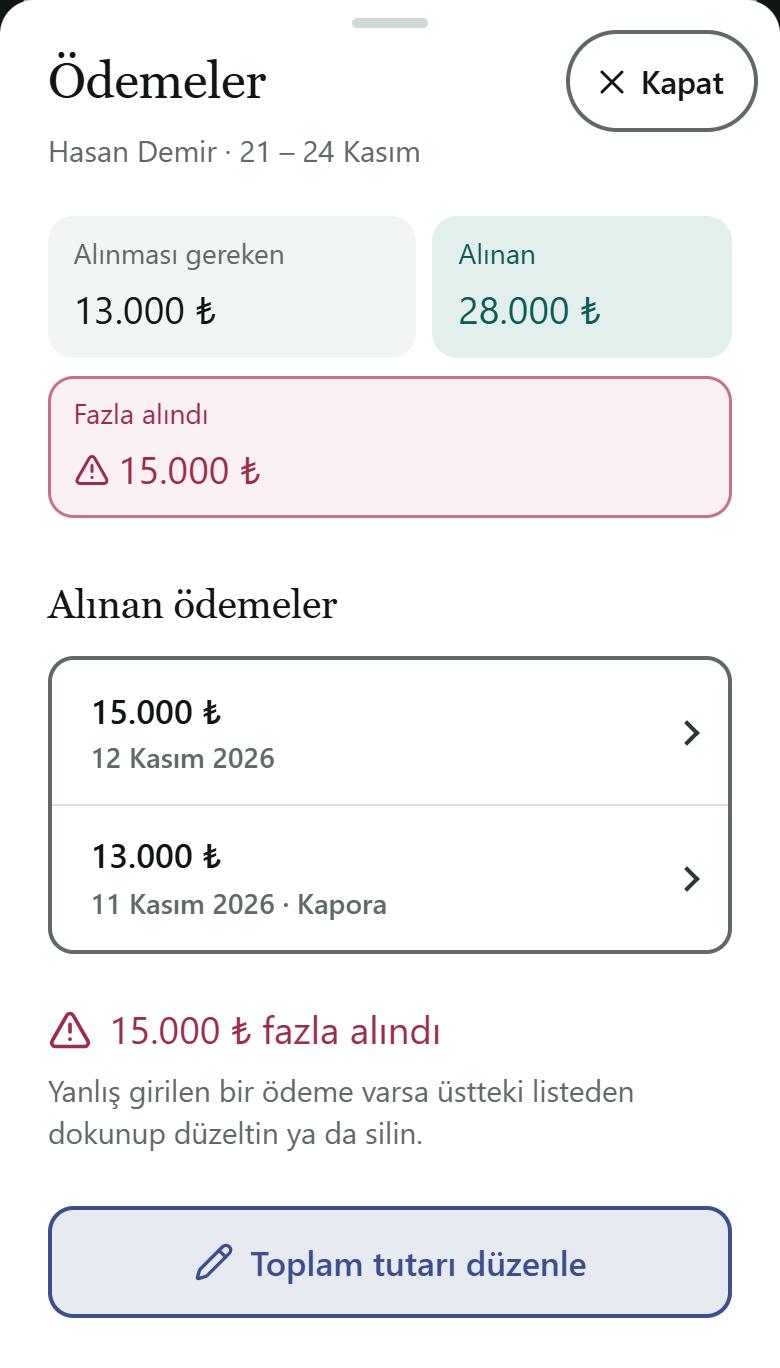 Ödemeler
Kapat
Hasan Demir · 21 – 24 Kasım
Alınması gereken
13.000 ₺
Alınan
28.000 ₺
Fazla alındı
15.000 ₺
Alınan ödemeler
15.000 ₺
12 Kasım 2026
13.000 ₺
11 Kasım 2026 · Kapora
15.000 ₺ fazla alındı
Yanlış girilen bir ödeme varsa üstteki listeden
dokunup düzeltin ya da silin.
Toplam tutarı düzenle